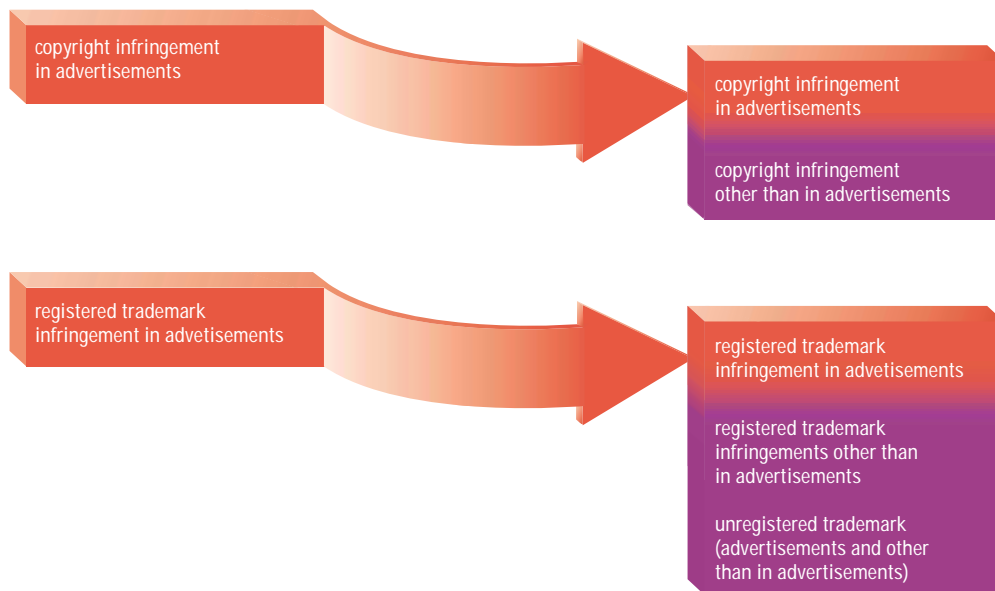 copyright infringement
in advertisements
copyright infringement
in advertisements
copyright infringement
other than in advertisements
registered trademark
infringement in advetisements
registered trademark
infringement in advetisements
registered trademark
infringements other than
in advertisements
unregistered trademark
(advertisements and other
than in advertisements)